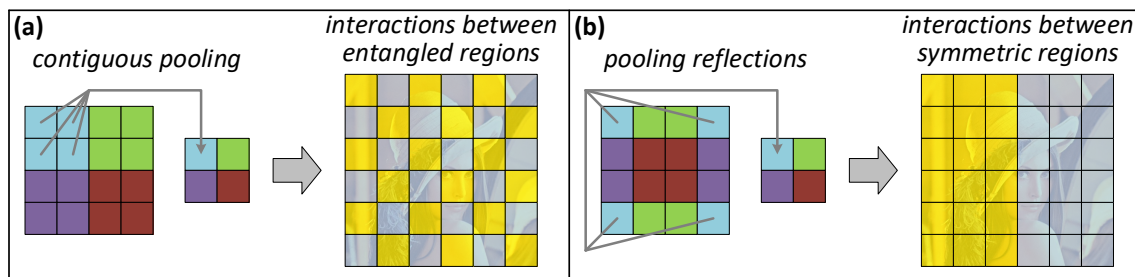 (a)
interactions between
entangled regions
contiguous pooling
(b)
interactions between
symmetric regions
pooling reflections